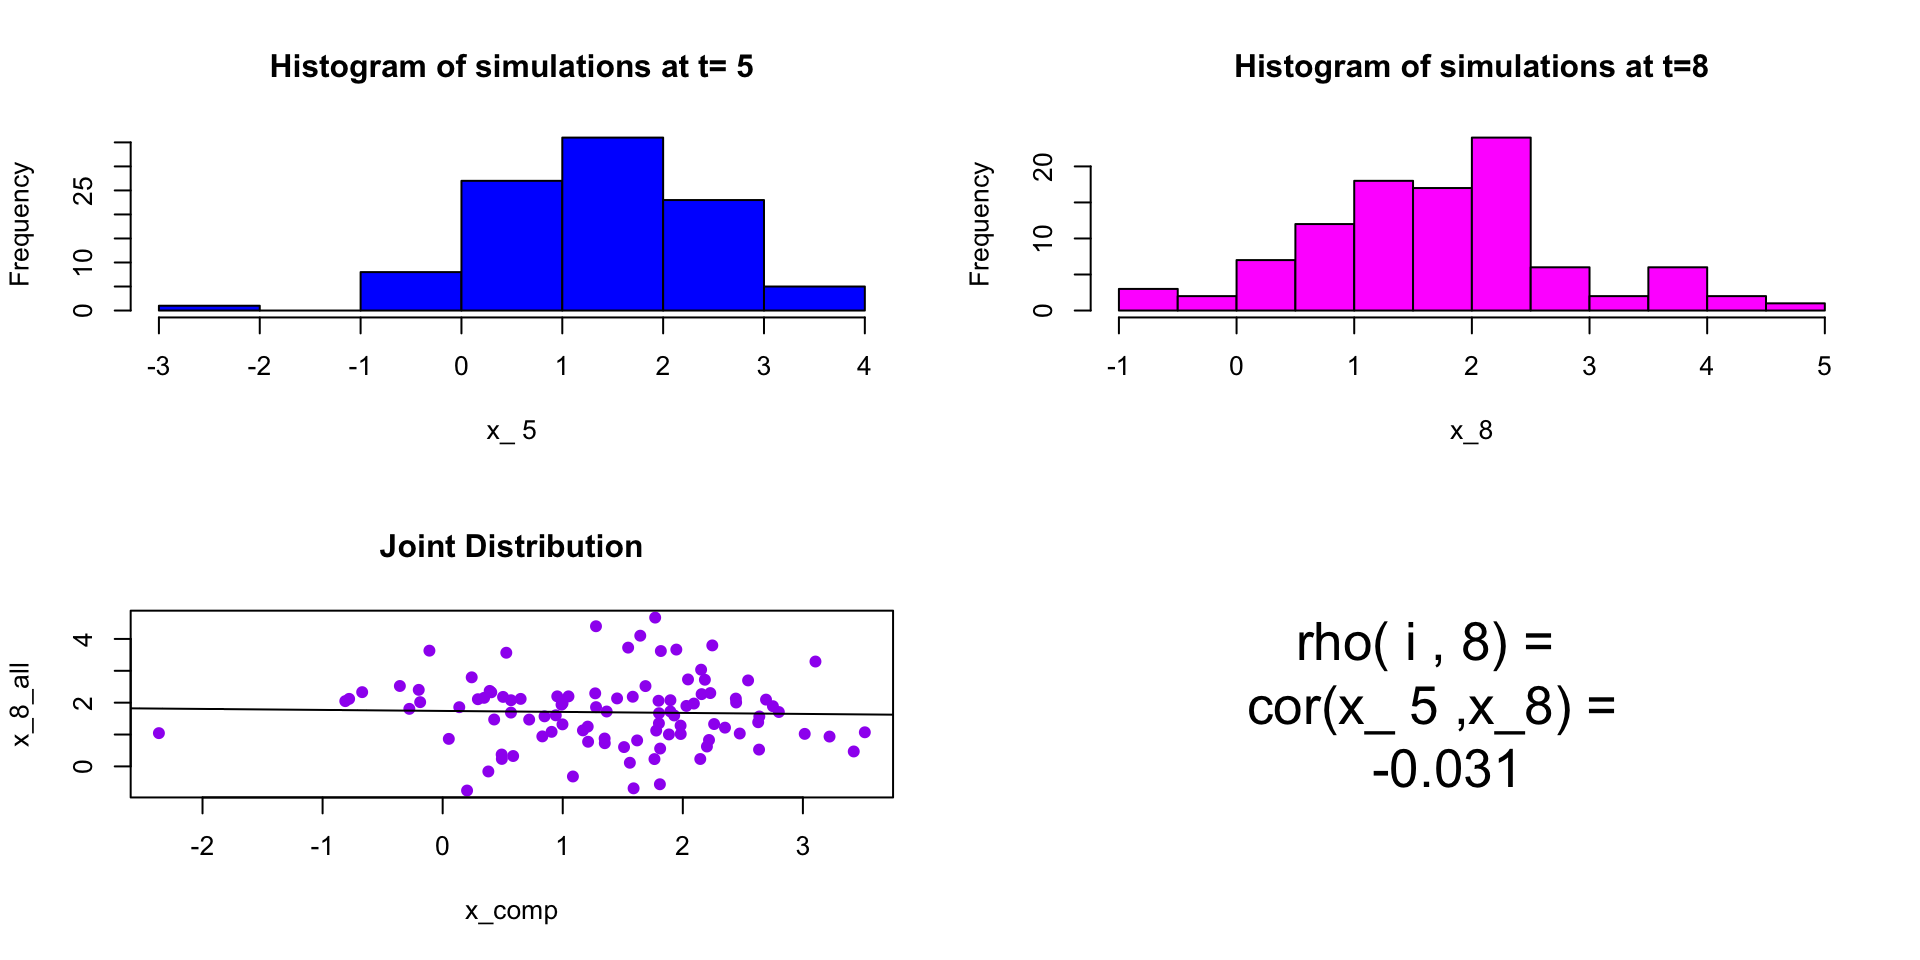 Histogram of simulations at t= 5
Frequency
0
10
25
-3 -2 -1 0 1 2 3 4
x_ 5
Histogram of simulations at t=8
Frequency
0
10
20
-1 0 1 2 3 4 5
x_8
Joint Distribution
x_8_all
0
2
4
-2 -1 0 1 2 3
x_comp
rho( i , 8) =
cor(x_ 5 ,x_8) =
-0.031